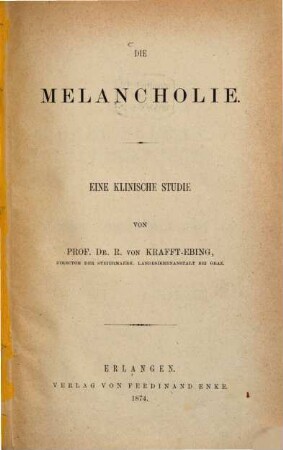 DIE
MELANCHOLIE.
EINE KLINISCHE STUDIE
VON
PROF. DR. R. VON KRAFFT-EBING,
DIRECTOR DER STEIERMÄRK. LANDESIRRENANSTALT BEI GRAZ.
ERLANGEN.
VERLAG VON FERDINAND ENKE.
1874.